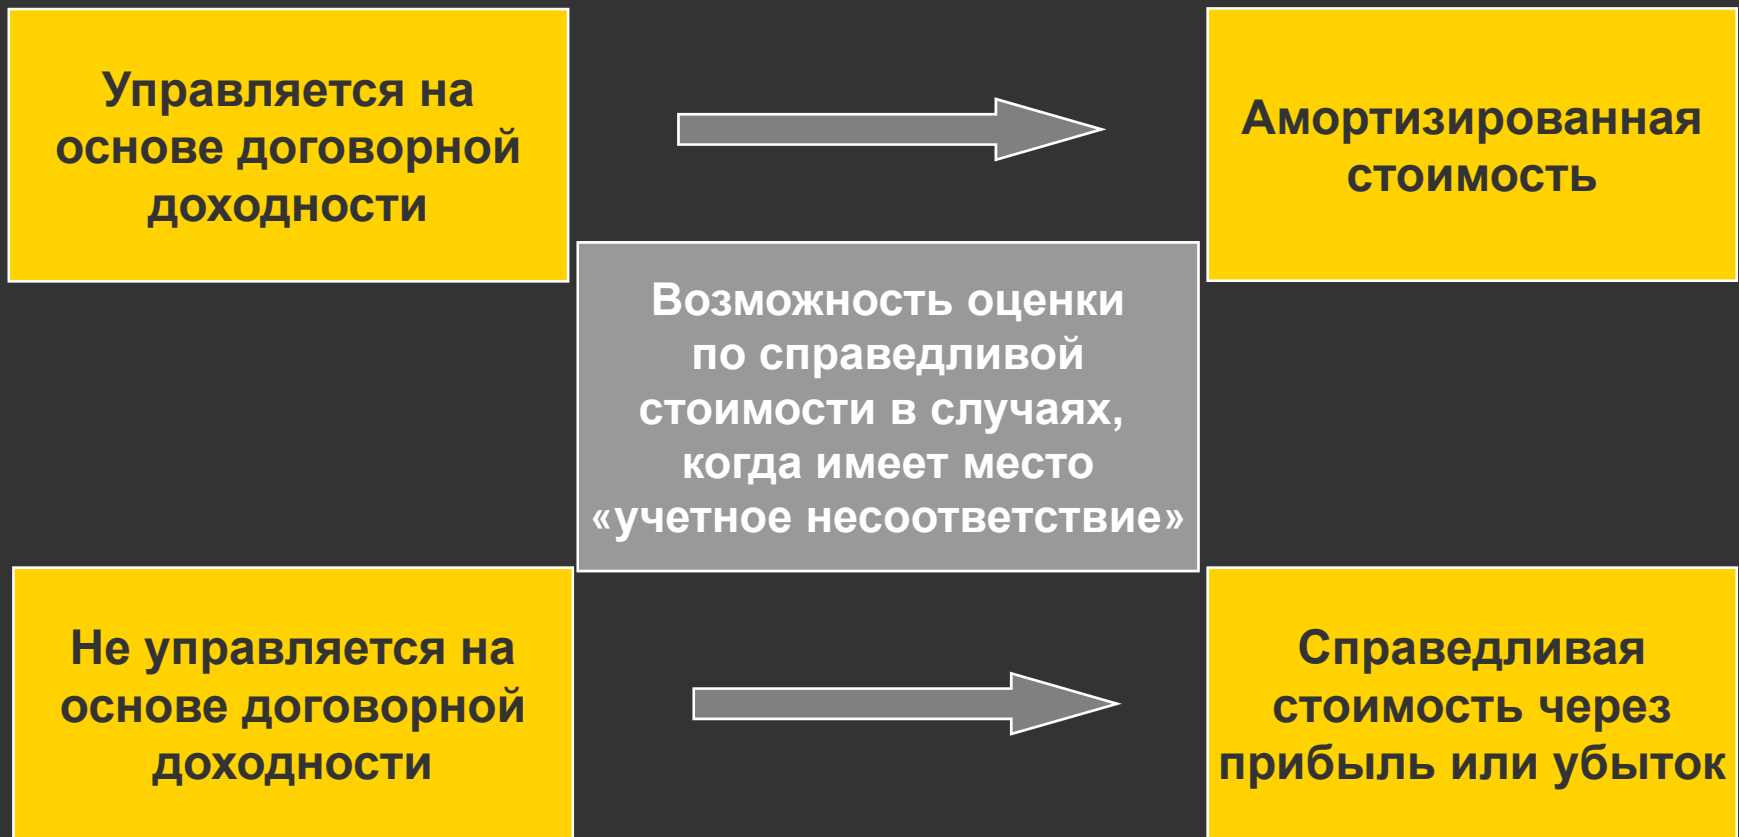 Управляется на
основе договорной
доходности
Амортизированная
стоимость
Возможность оценки
по справедливой
стоимости в случаях,
когда имеет место
«учетное несоответствие»
Не управляется на
основе договорной
доходности
Справедливая
стоимость через
прибыль или убыток